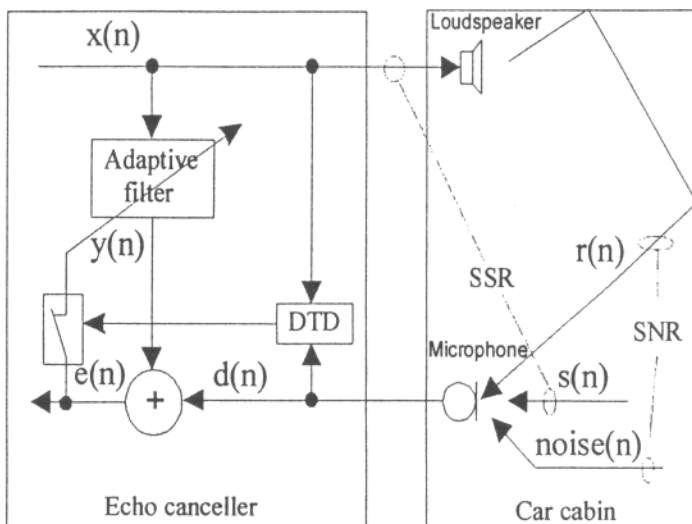 x(n)
Loudspeaker
Adaptive
filter
y(n)
r(n)
SSR
SNR
DTD
Microphone
e(n)
d(n)
s(n)
+
noise(n)
Echo canceller
Car cabin